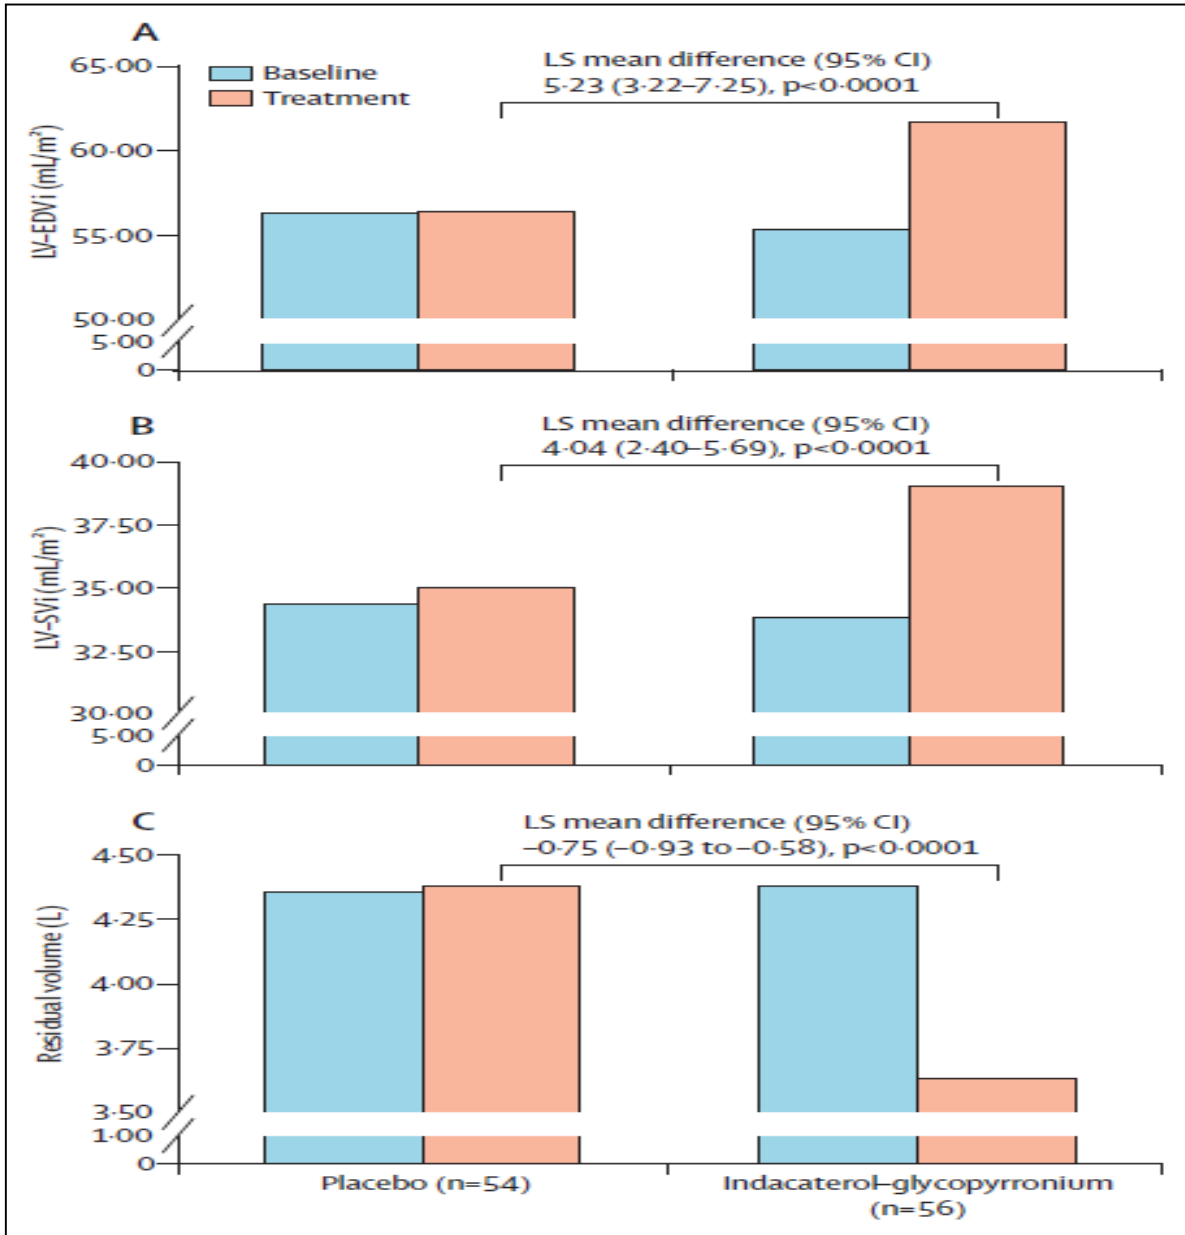 A
LS mean difference (95% CI)
5·23 (3·22–7·25), p<0·0001
Baseline
Treatment
LV-EDVi (mL/m²)
65·00
60·00
55·00
50·00
5·00
0
B
LS mean difference (95% CI)
4·04 (2·40–5·69), p<0·0001
LV-SVi (mL/m²)
40·00
37·50
35·00
32·50
30·00
5·00
0
C
LS mean difference (95% CI)
–0·75 (–0·93 to –0·58), p<0·0001
Residual volume (L)
4·50
4·25
4·00
3·75
3·50
1·00
0
Placebo (n=54)
Indacaterol–glycopyrronium
(n=56)